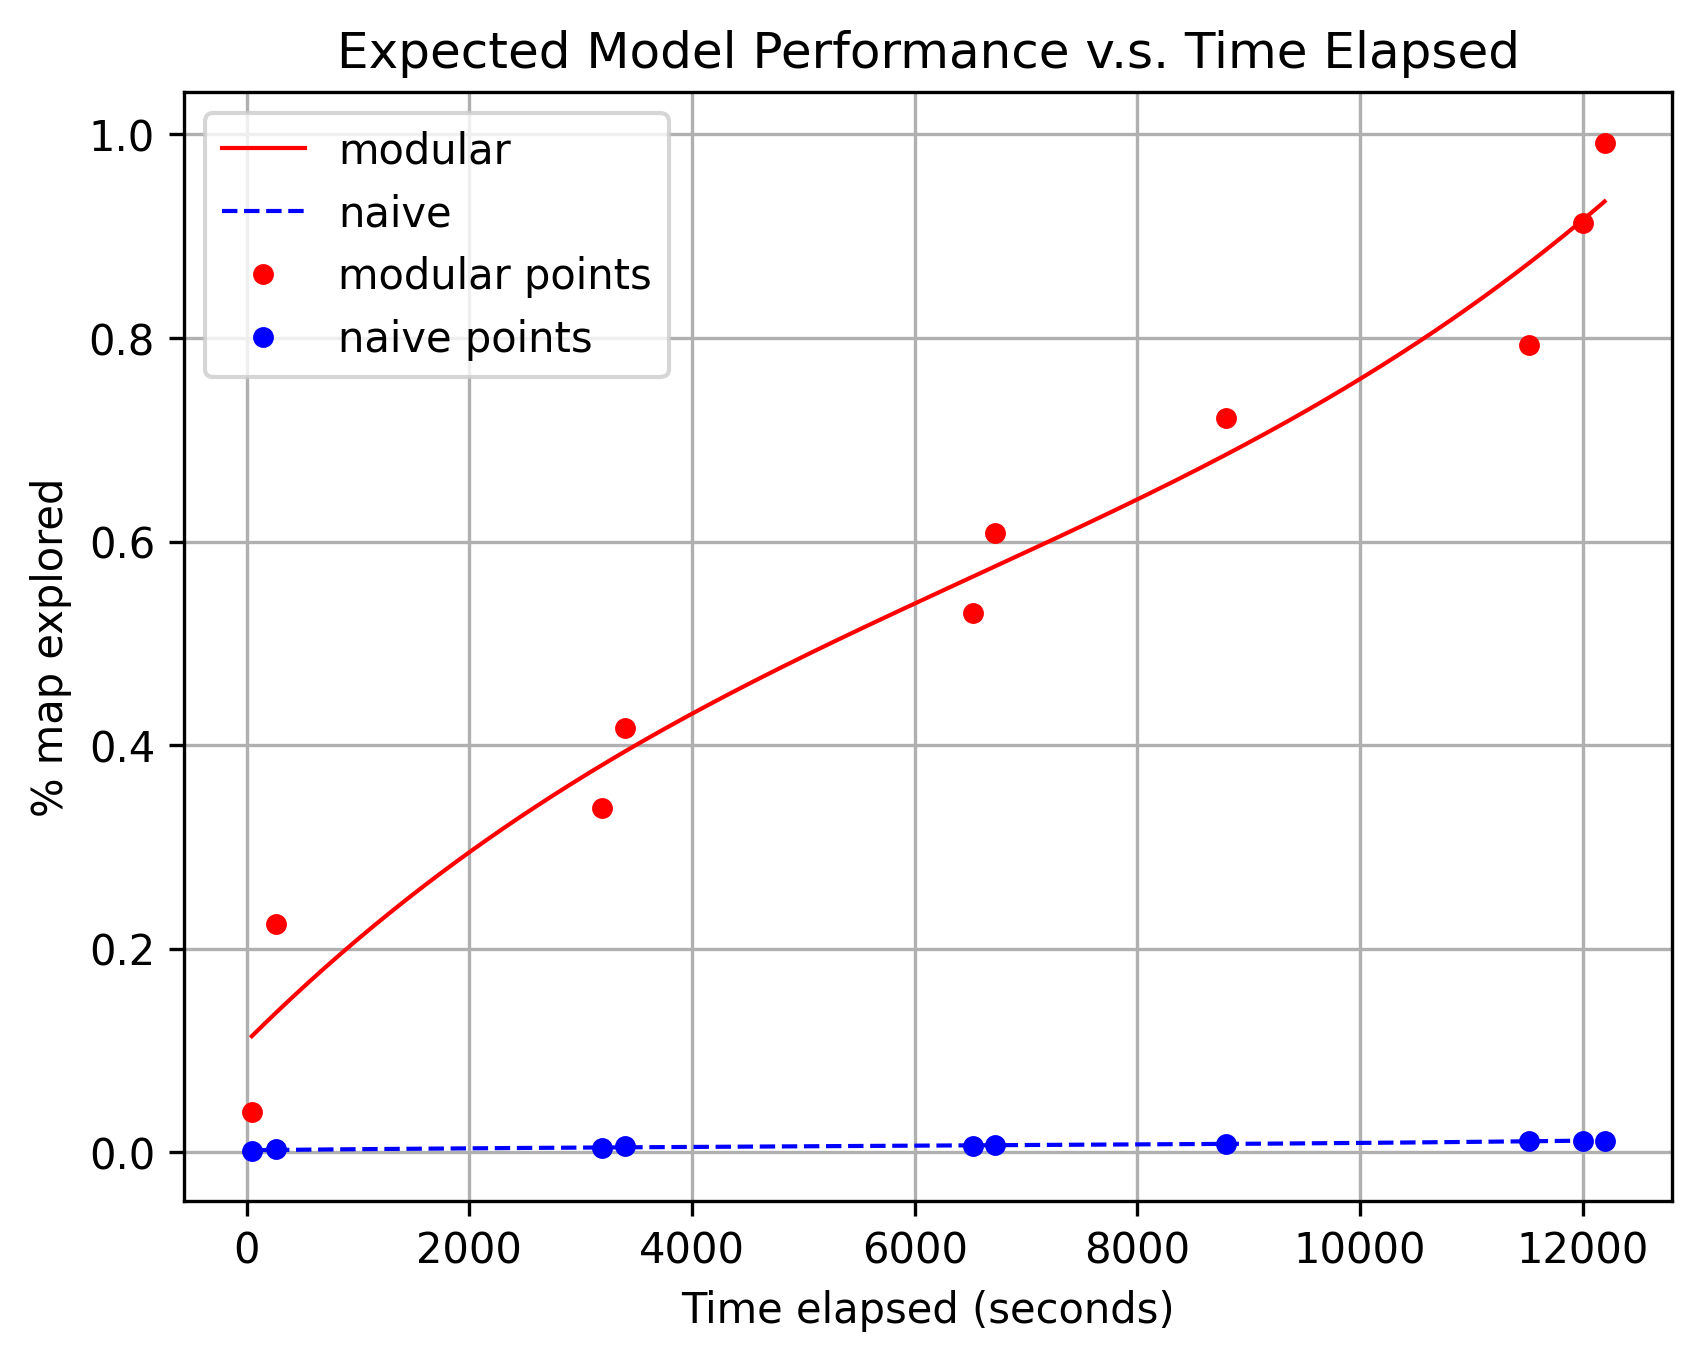 Expected Model Performance v.s. Time Elapsed
modular
naive
modular points
naive points
1.0
0.8
0.6
0.4
0.2
0.0
% map explored
0 2000 4000 6000 8000 10000 12000
Time elapsed (seconds)